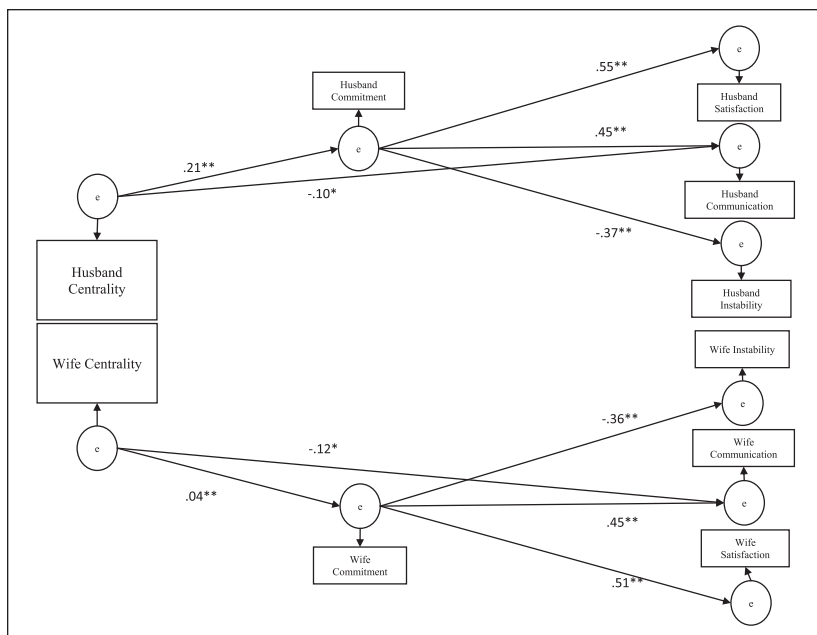 .55**
Husband
Satisfaction
Husband
Commitment
e
e
.21**
.45**
e
-.10*
e
Husband
Communication
-.37**
e
Husband
Centrality
Husband
Instability
Wife Centrality
Wife Instability
-.36**
e
Wife
Communication
e
-.12*
.04**
e
.45**
e
Wife
Commitment
Wife
Satisfaction
.51**
e